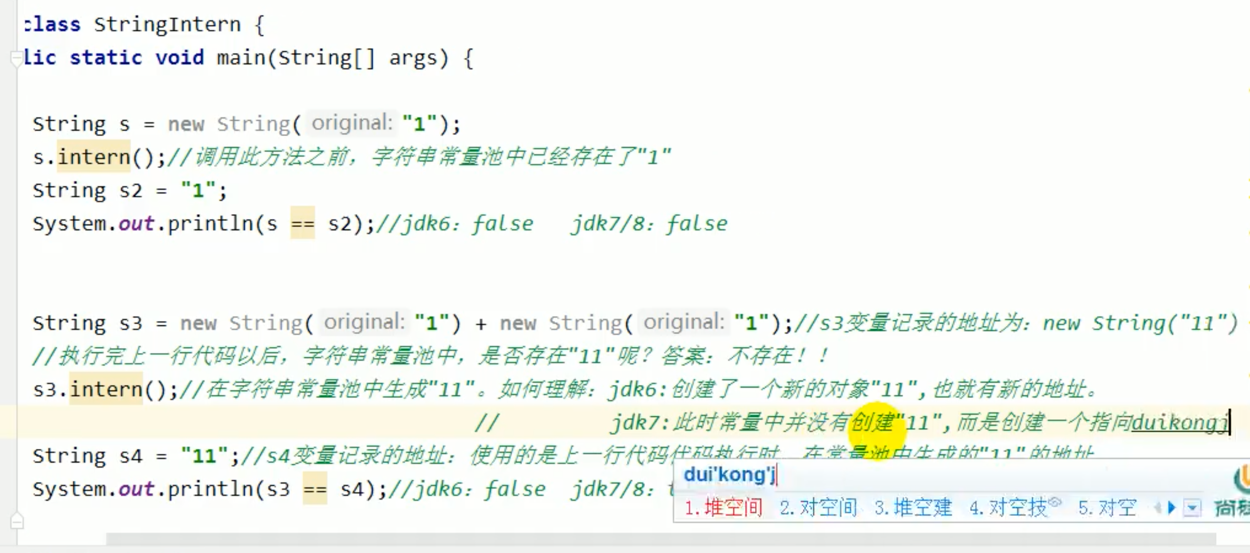 class StringIntern {
lic static void main(String[] args) {
String s = new String( original: "1");
s.intern();//调用此方法之前，字符串常量池中已经存在了"1"
String s2 = "1";
System.out.println(s == s2);//jdk6：false jdk7/8：false
String s3 = new String( original: "1") + new String( original: "1");//s3变量记录的地址为：new String("11")
//执行完上一行代码以后，字符串常量池中，是否存在"11"呢？答案：不存在！！
s3.intern();//在字符串常量池中生成"11"。如何理解：jdk6:创建了一个新的对象"11",也就有新的地址。
// jdk7:此时常量中并没有创建"11",而是创建一个指向duikongj
String s4 = "11";//s4变量记录的地址：使用的是上一行代码代码执行时，在常量池中生成的"11"的地址
System.out.println(s3 == s4);//jdk6：false jdk7/8：
dui'kong'j
1.堆空间 2.对空间 3.堆空建 4.对空技 5.对空